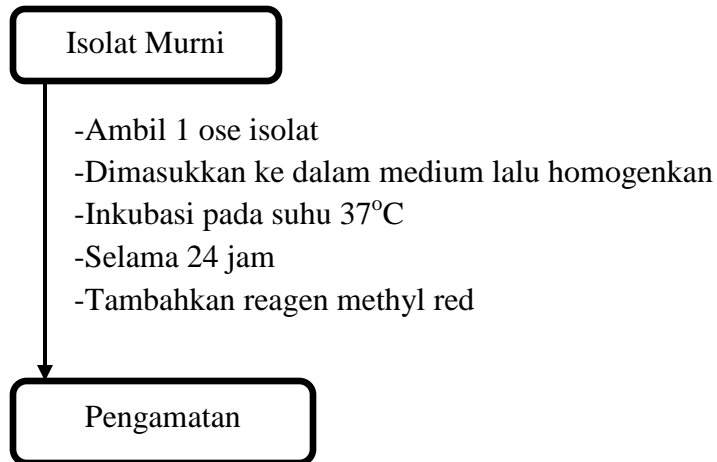 Isolat Murni
-Ambil 1 ose isolat
-Dimasukkan ke dalam medium lalu homogenkan
-Inkubasi pada suhu 37°C
-Selama 24 jam
-Tambahkan reagen methyl red
Pengamatan